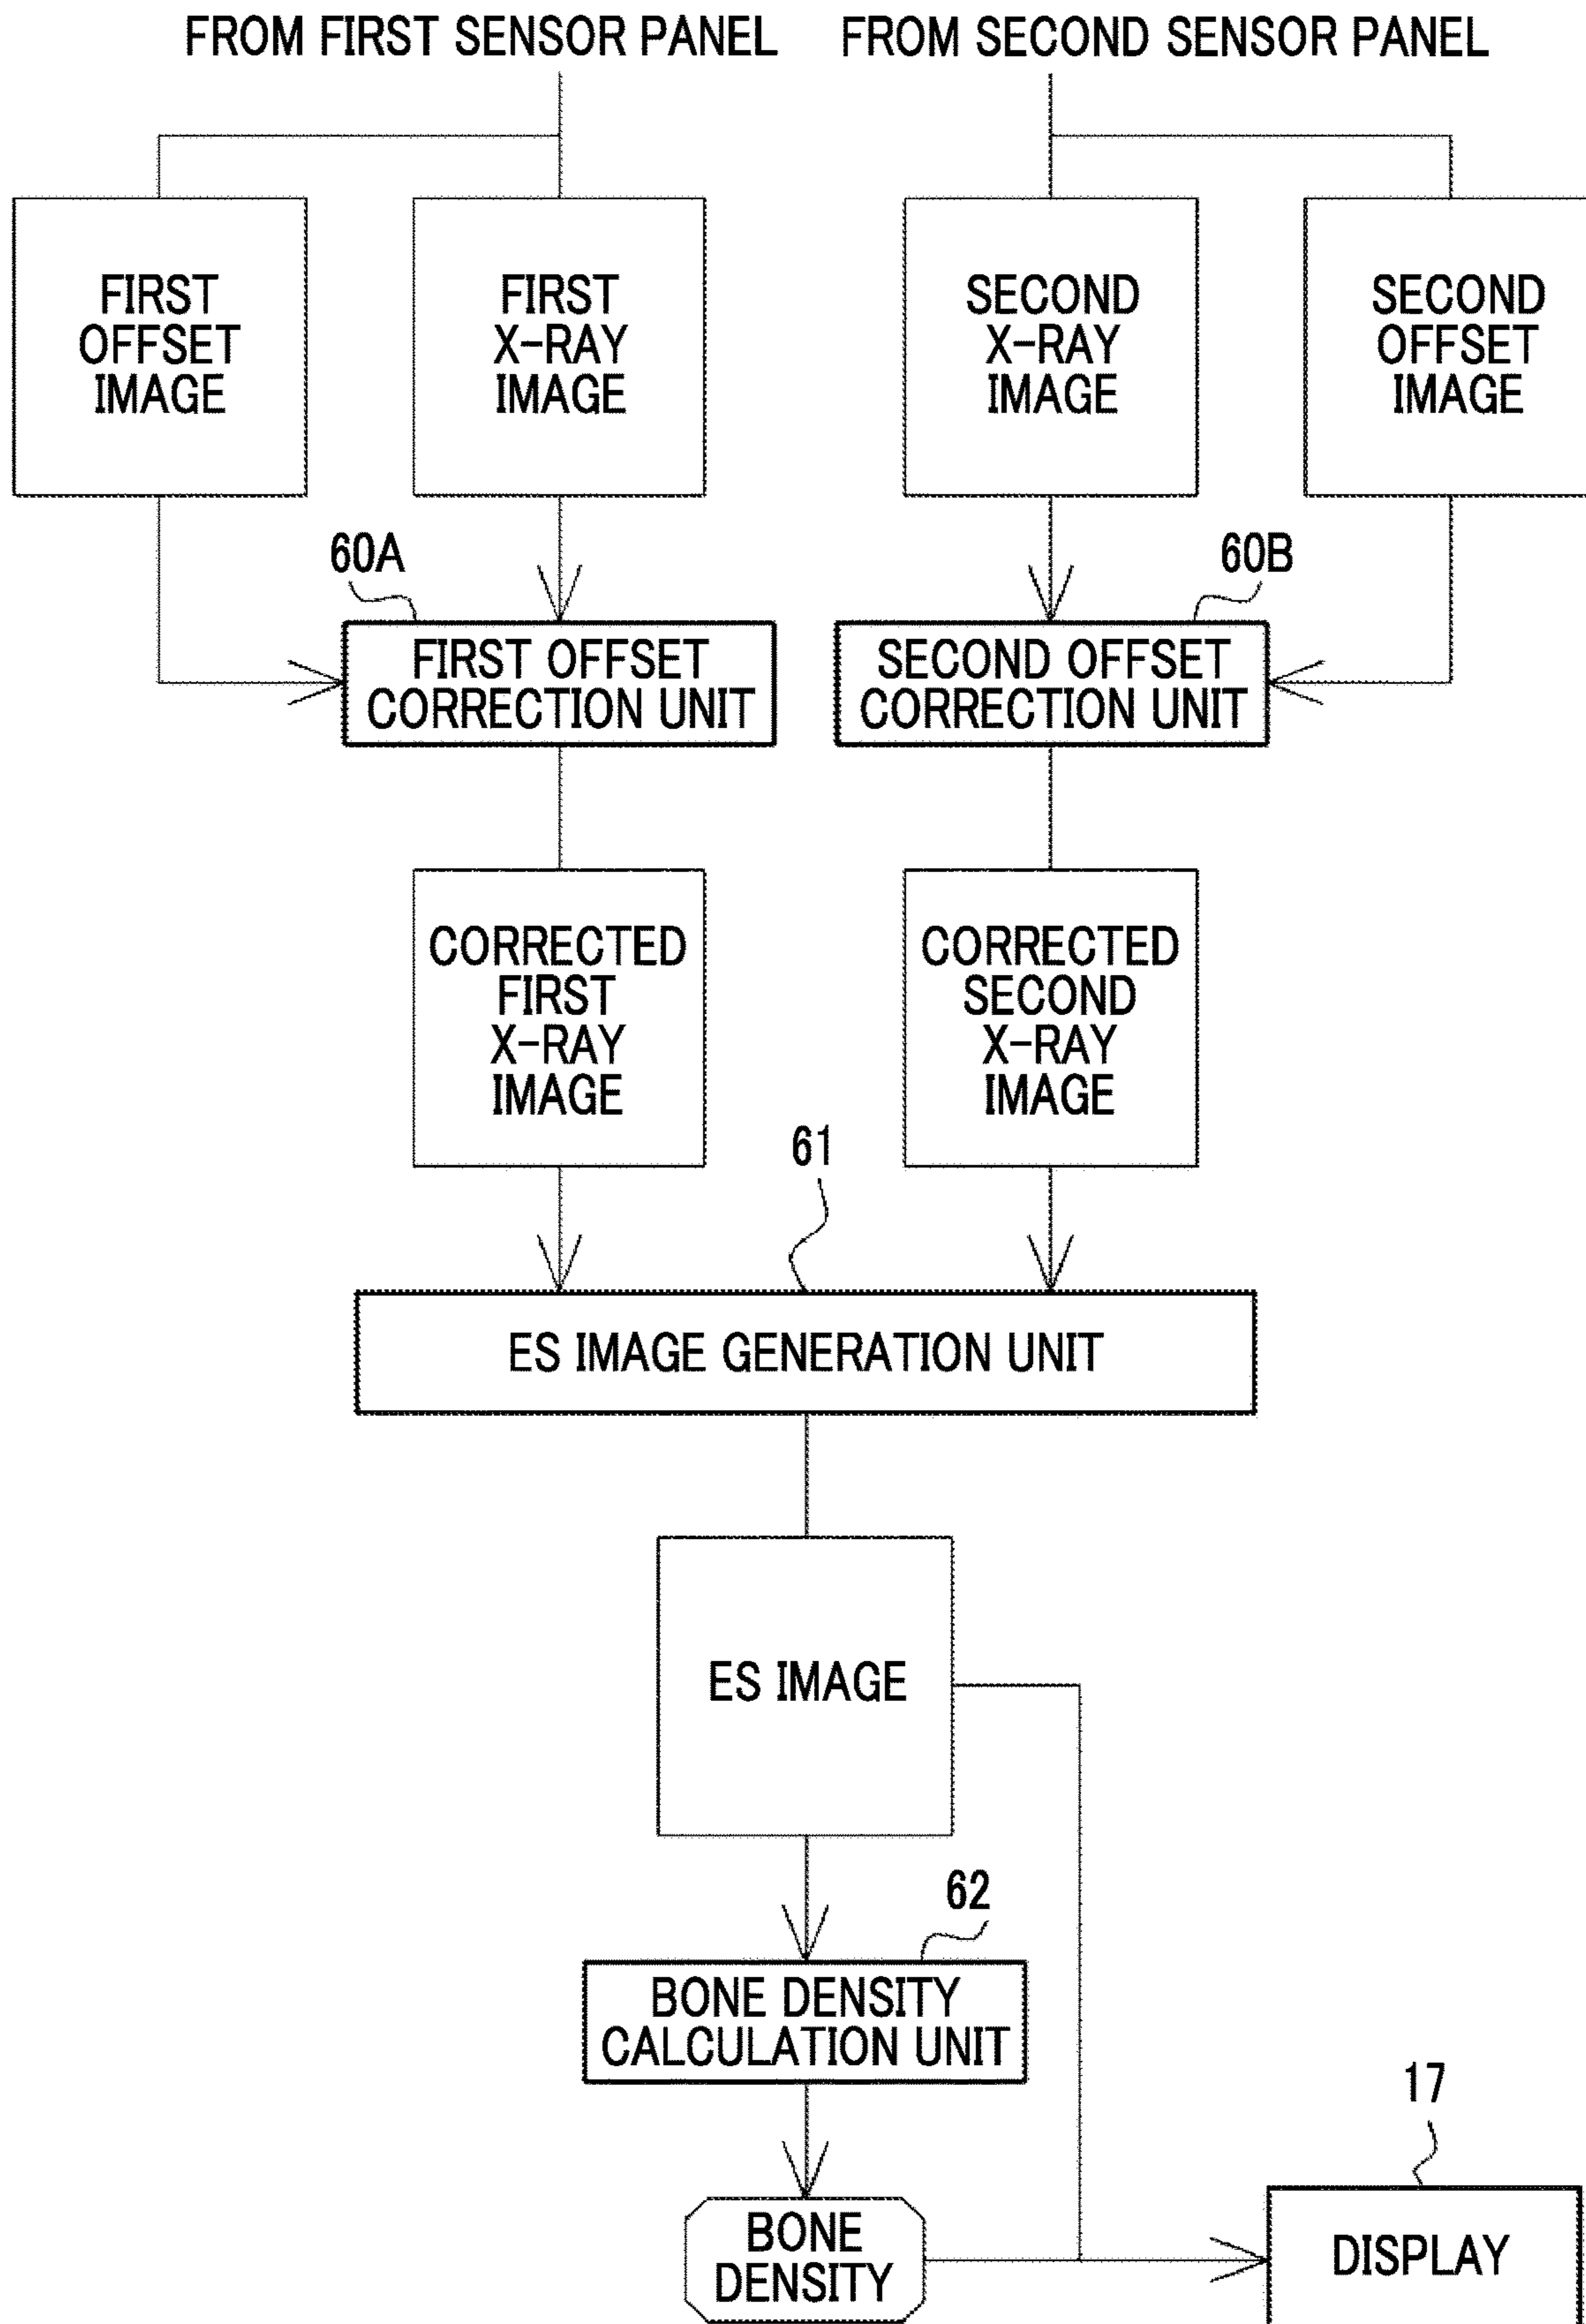 FROM FIRST SENSOR PANEL
FROM SECOND SENSOR PANEL
FIRST
OFFSET
IMAGE
FIRST
X-RAY
IMAGE
SECOND
X-RAY
IMAGE
SECOND
OFFSET
IMAGE
60A
60B
FIRST OFFSET
CORRECTION UNIT
SECOND OFFSET
CORRECTION UNIT
CORRECTED
FIRST
X-RAY
IMAGE
CORRECTED
SECOND
X-RAY
IMAGE
61
ES IMAGE GENERATION UNIT
ES IMAGE
62
BONE DENSITY
CALCULATION UNIT
17
BONE
DENSITY
DISPLAY